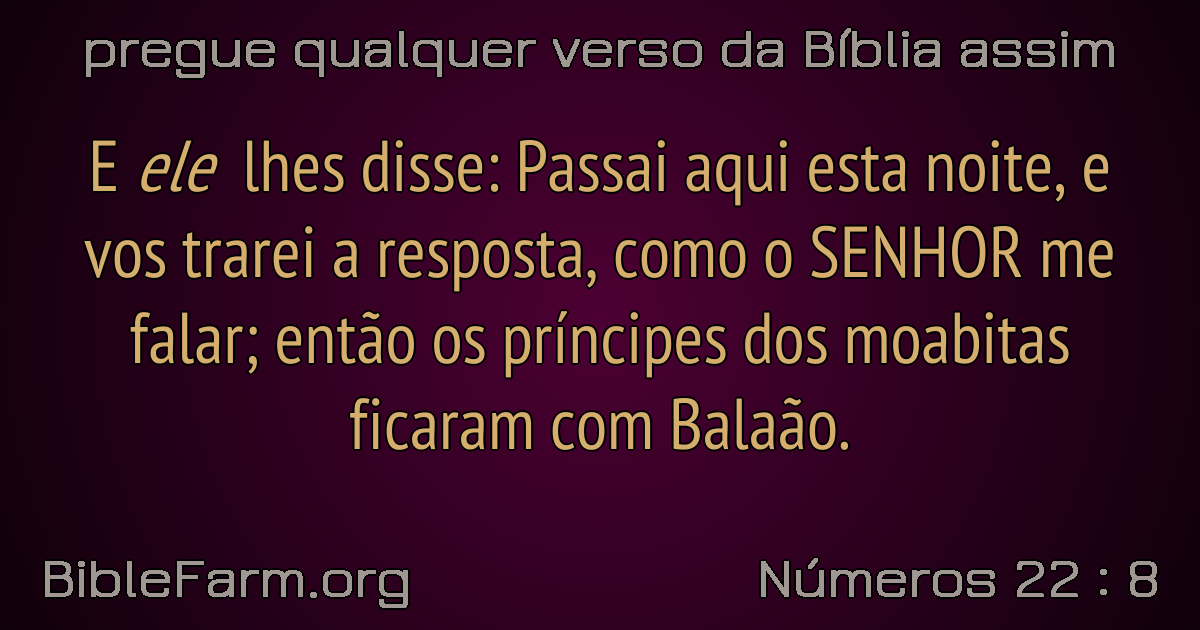 pregue qualquer verso da Bíblia assim
E ele lhes disse: Passai aqui esta noite, e
vos trarei a resposta, como o SENHOR me
falar; então os príncipes dos moabitas
ficaram com Balaão.
BibleFarm.org
Números 22 : 8